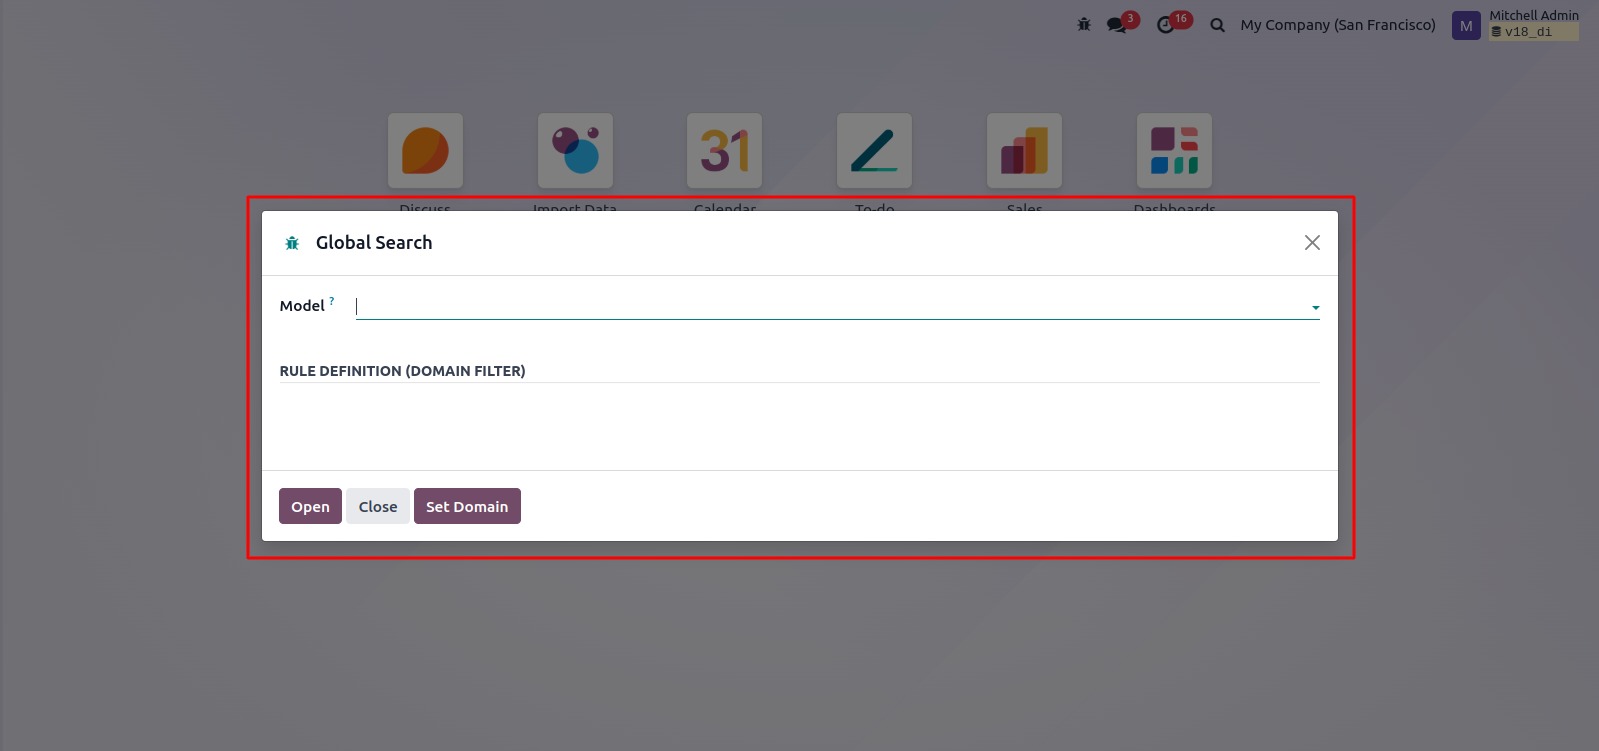 3
16
My Company (San Francisco)
M
Mitchell Admin
v18_di
31
Discuss
Import Data
Calendar
To-do
Sales
Dashboards
Global Search
Model ?
RULE DEFINITION (DOMAIN FILTER)
Open
Close
Set Domain